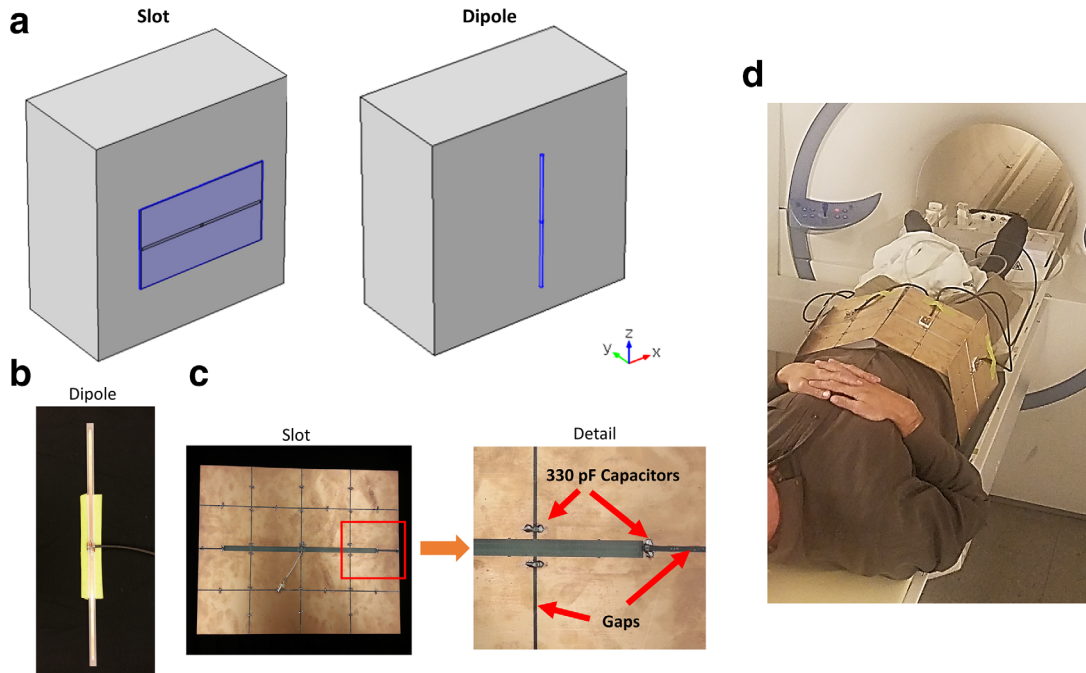 a
Slot
Dipole
z
y
x
d
b
Dipole
c
Slot
Detail
330 pF Capacitors
Gaps